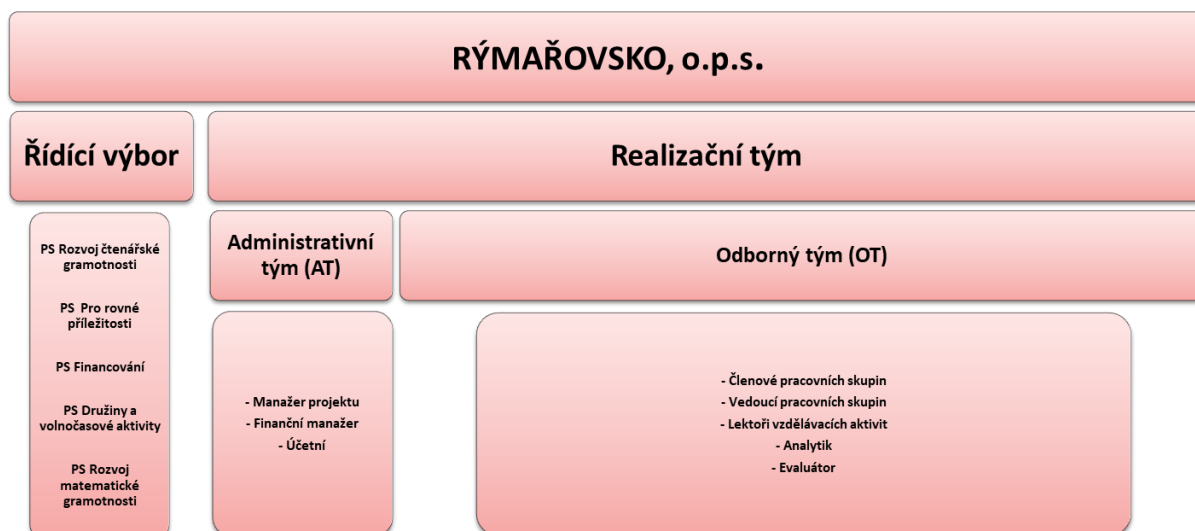 RÝMAŘOVSKO, o.p.s.
Řídící výbor
Realizační tým
PS Rozvoj čtenářské
gramotnosti
PS Pro rovné
příležitosti
PS Financování
PS Družiny a
volnočasové aktivity
PS Rozvoj
matematické
gramotnosti
Administrativní
tým (AT)
Odborný tým (OT)
- Manažer projektu
- Finanční manažer
- Účetní
- Členové pracovních skupin
- Vedoucí pracovních skupin
- Lektoři vzdělávacích aktivit
- Analytik
- Evaluátor